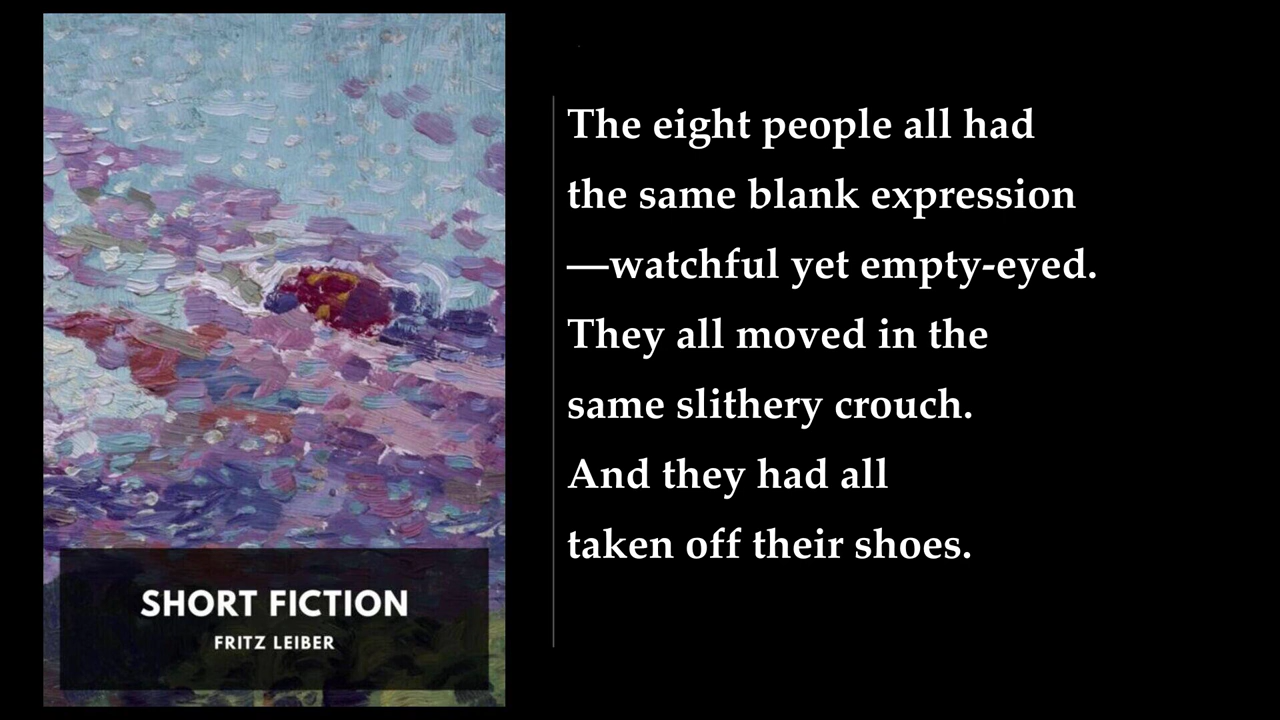 SHORT FICTION
FRITZ LEIBER
The eight people all had
the same blank expression
—watchful yet empty-eyed.
They all moved in the
same slithery crouch.
And they had all
taken off their shoes.